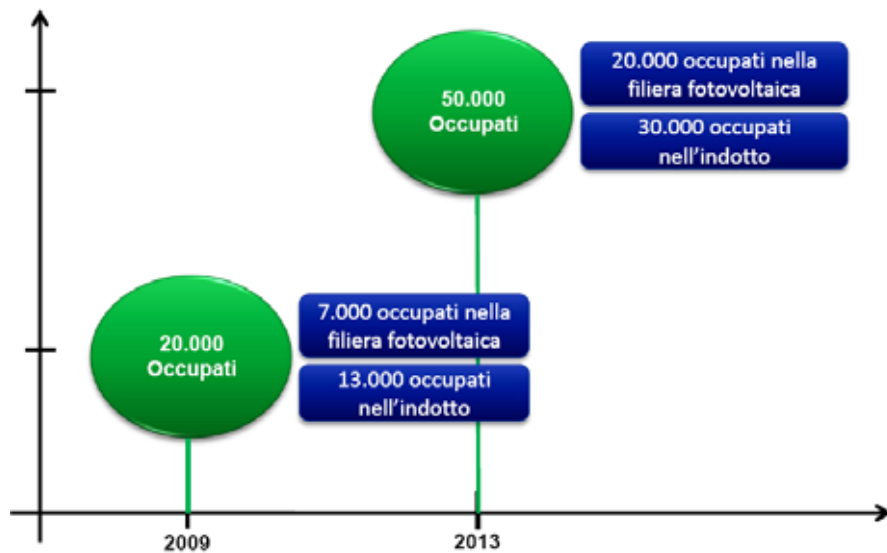 50.000
Occupati
20.000 occupati nella
filiera fotovoltaica
30.000 occupati
nell'indotto
20.000
Occupati
7.000 occupati nella
filiera fotovoltaica
13.000 occupati
nell'indotto
2009
2013